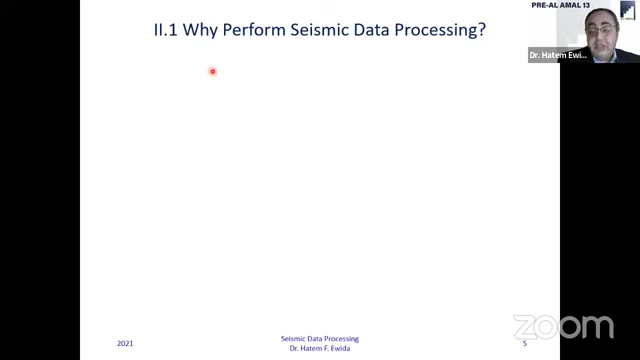 PRE-AL AMAL 13
II.1 Why Perform Seismic Data Processing?
Dr. Hatem Ewi...
2021
Seismic Data Processing
Dr. Hatem F. Ewida
5
zoom